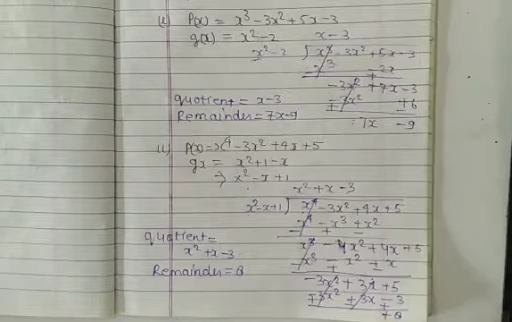 (i) P(x) = x³ - 3x² + 5x - 3
g(x) = x² - 2
x - 3
x² - 2 ) x³ - 3x² + 5x - 3
- x³ - 2x
+
- 3x² + 7x - 3
- 3x² + 6
+ -
7x - 9
quotient = x - 3
Remainder = 7x - 9
ii) P(x) = x⁴ - 3x² + 4x + 5
gx = x² + 1 - x
⇒ x² - x + 1
x² + x - 3
x² - x + 1 ) x⁴ - 3x² + 4x + 5
x⁴ - x³ + x²
- + -
x³ - 4x² + 4x + 5
x³ - x² + x
- + -
- 3x² + 3x + 5
- 3x² + 3x - 3
+ - +
+ 8
quotient =
x² + x - 3
Remainder = 8